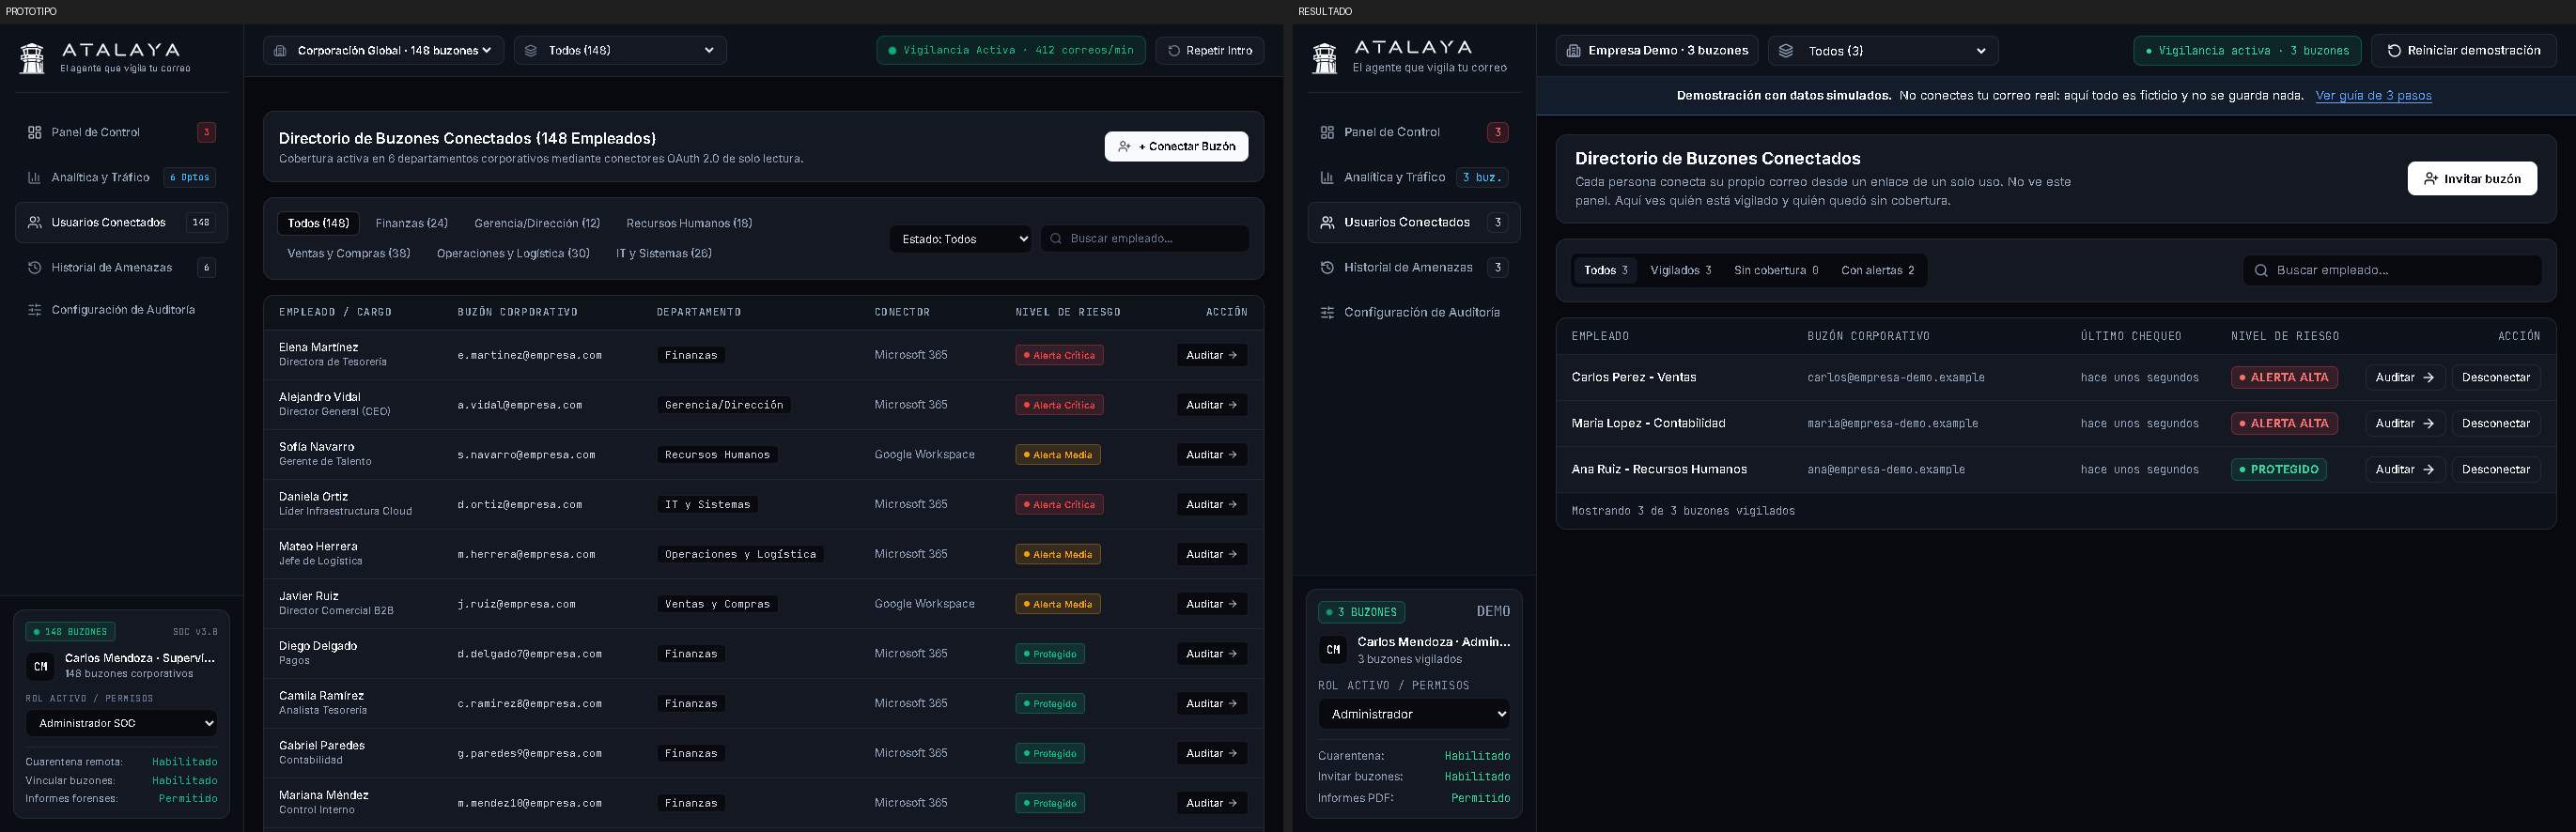 PROTOTIPO
ATALAYA
El agente que vigila tu correo
Panel de Control 3
Analítica y Tráfico 6 Dptos
Usuarios Conectados 148
Historial de Amenazas 6
Configuración de Auditoría
148 BUZONES SOC v3.8
CM Carlos Mendoza · Supervi...
148 buzones corporativos
ROL ACTIVO / PERMISOS
Administrador SOC
Cuarentena remota: Habilitado
Vincular buzones: Habilitado
Informes forenses: Permitido
Corporación Global · 148 buzones
Todos (148)
Vigilancia Activa · 412 correos/min
Repetir Intro
Directorio de Buzones Conectados (148 Empleados)
Cobertura activa en 6 departamentos corporativos mediante conectores OAuth 2.0 de solo lectura.
+ Conectar Buzón
Todos (148) Finanzas (24) Gerencia/Dirección (12) Recursos Humanos (18)
Ventas y Compras (38) Operaciones y Logística (30) IT y Sistemas (26)
Estado: Todos
Buscar empleado...
EMPLEADO / CARGO BUZÓN CORPORATIVO DEPARTAMENTO CONECTOR NIVEL DE RIESGO ACCIÓN
Elena Martínez e.martinez@empresa.com Finanzas Microsoft 365 Alerta Crítica Auditar →
Directora de Tesorería
Alejandro Vidal a.vidal@empresa.com Gerencia/Dirección Microsoft 365 Alerta Crítica Auditar →
Director General (CEO)
Sofía Navarro s.navarro@empresa.com Recursos Humanos Google Workspace Alerta Media Auditar →
Gerente de Talento
Daniela Ortiz d.ortiz@empresa.com IT y Sistemas Microsoft 365 Alerta Crítica Auditar →
Líder Infraestructura Cloud
Mateo Herrera m.herrera@empresa.com Operaciones y Logística Microsoft 365 Alerta Media Auditar →
Jefe de Logística
Javier Ruiz j.ruiz@empresa.com Ventas y Compras Google Workspace Alerta Media Auditar →
Director Comercial B2B
Diego Delgado d.delgado7@empresa.com Finanzas Microsoft 365 Protegido Auditar →
Pagos
Camila Ramírez c.ramirez8@empresa.com Finanzas Microsoft 365 Protegido Auditar →
Analista Tesorería
Gabriel Paredes g.paredes9@empresa.com Finanzas Microsoft 365 Protegido Auditar →
Contabilidad
Mariana Méndez m.mendez10@empresa.com Finanzas Microsoft 365 Protegido Auditar →
Control Interno
RESULTADO
ATALAYA
El agente que vigila tu correo
Panel de Control 3
Analítica y Tráfico 3 buz.
Usuarios Conectados 3
Historial de Amenazas 3
Configuración de Auditoría
3 BUZONES DEMO
CM Carlos Mendoza · Admin...
3 buzones vigilados
ROL ACTIVO / PERMISOS
Administrador
Cuarentena: Habilitado
Invitar buzones: Habilitado
Informes PDF: Permitido
Empresa Demo · 3 buzones
Todos (3)
Vigilancia activa · 3 buzones
Reiniciar demostración
Demostración con datos simulados. No conectes tu correo real: aquí todo es ficticio y no se guarda nada. Ver guía de 3 pasos
Directorio de Buzones Conectados
Cada persona conecta su propio correo desde un enlace de un solo uso. No ve este
panel. Aquí ves quién está vigilado y quién quedó sin cobertura.
Invitar buzón
Todos 3 Vigilados 3 Sin cobertura 0 Con alertas 2
Buscar empleado...
EMPLEADO BUZÓN CORPORATIVO ÚLTIMO CHEQUEO NIVEL DE RIESGO ACCIÓN
Carlos Perez - Ventas carlos@empresa-demo.example hace unos segundos ALERTA ALTA Auditar → Desconectar
Maria Lopez - Contabilidad maria@empresa-demo.example hace unos segundos ALERTA ALTA Auditar → Desconectar
Ana Ruiz - Recursos Humanos ana@empresa-demo.example hace unos segundos PROTEGIDO Auditar → Desconectar
Mostrando 3 de 3 buzones vigilados